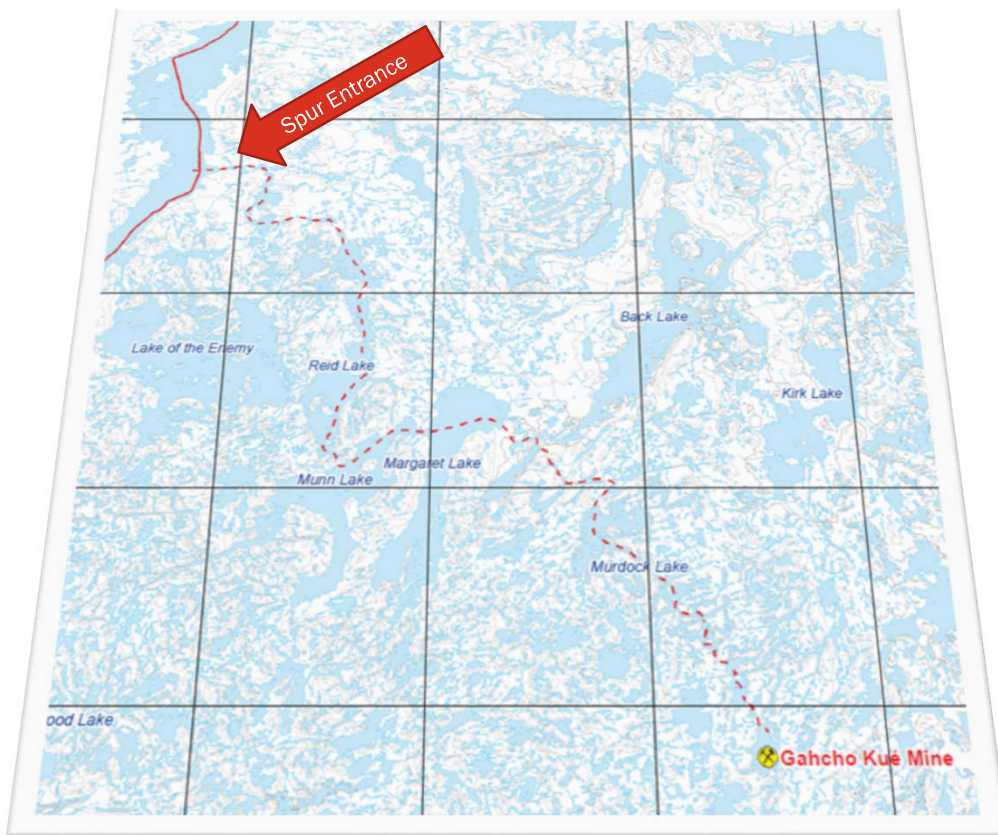 Spur Entrance
Back Lake
Lake of the Enemy
Reid Lake
Kirk Lake
Margaret Lake
Munn Lake
Murdock Lake
ood Lake
Gahcho Kué Mine